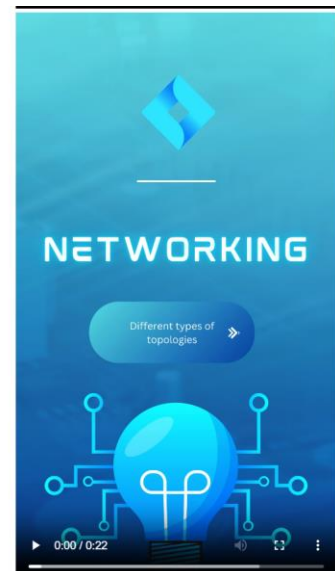 NETWORKING
Different types of
topologies
0:00 / 0:22